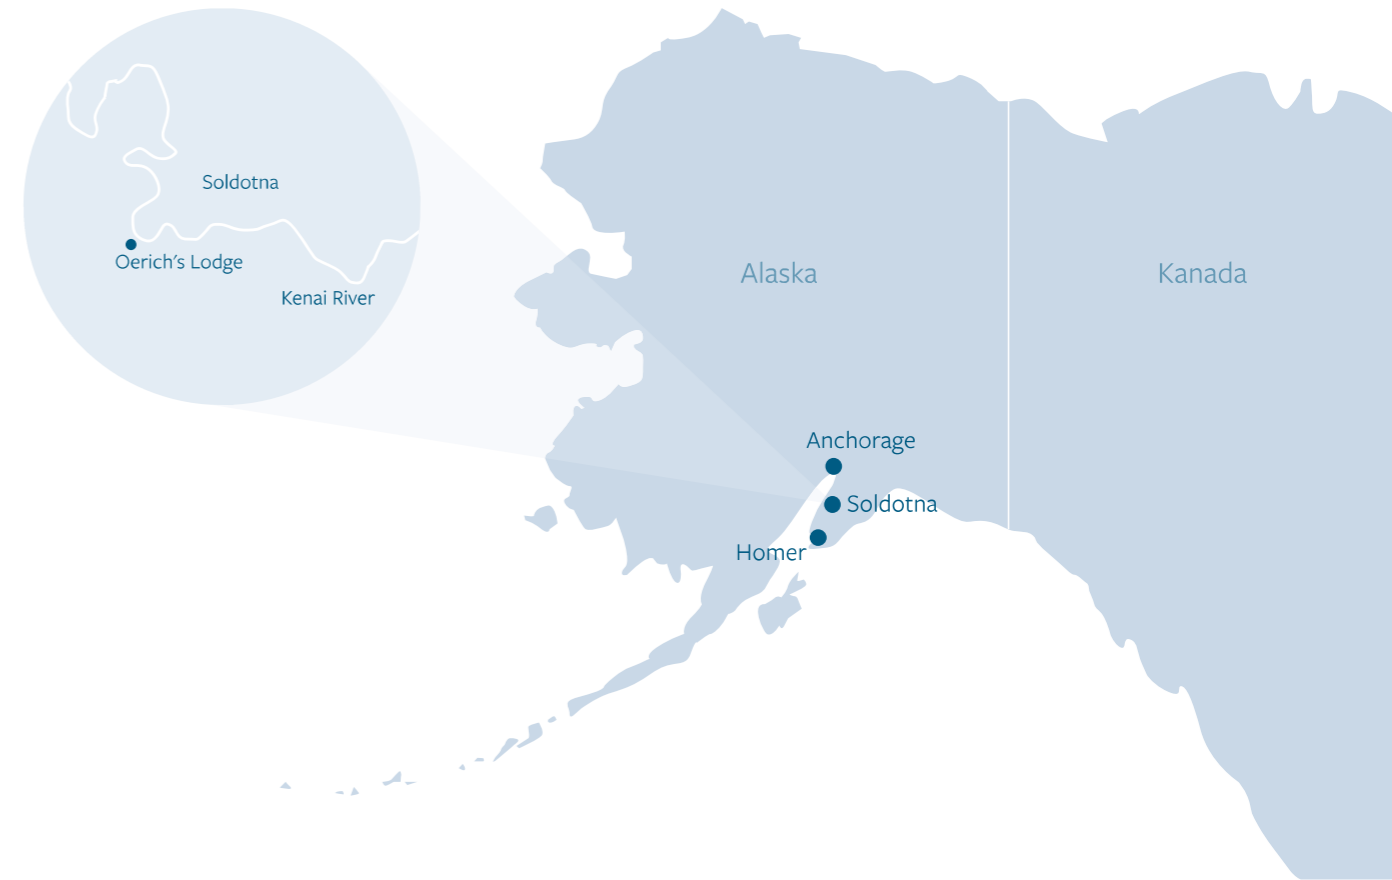 Soldotna
Oerich's Lodge
Kenai River
Alaska
Kanada
Anchorage
Soldotna
Homer